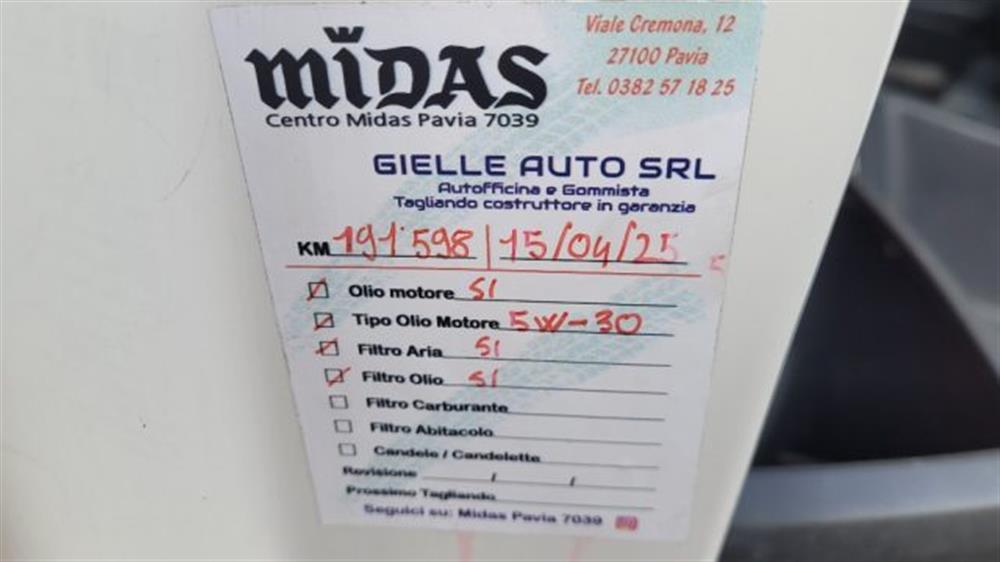 MIDAS
Centro Midas Pavia 7039
Viale Cremona, 12
27100 Pavia
Tel. 0382 57 18 25
GIELLE AUTO SRL
Autofficina e Gommista
Tagliando costruttore in garanzia
KM 191'598 | 15/04/25
Olio motore SI
Tipo Olio Motore 5W-30
Filtro Aria SI
Filtro Olio SI
Filtro Carburante
Filtro Abitacolo
Candele / Candelette
Revisione / /
Prossimo Tagliando
Seguici su: Midas Pavia 7039